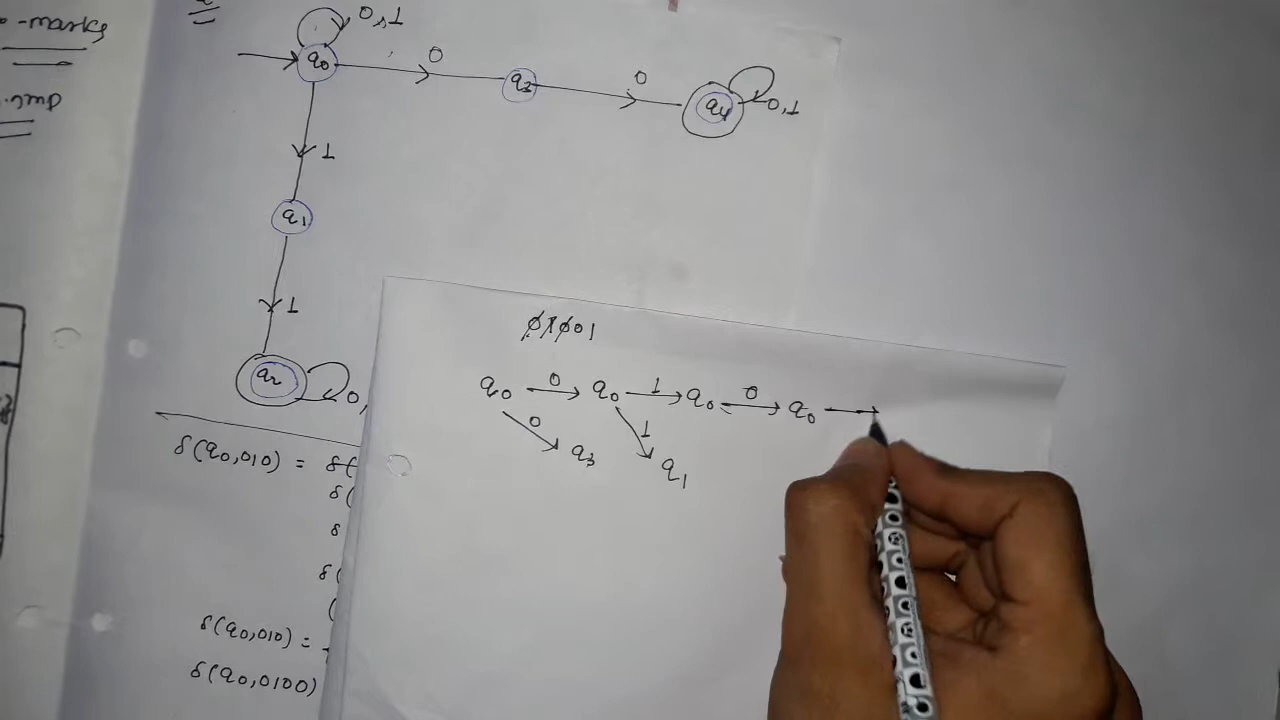 - marks
0,1
q0
0
q3
0
q4
0,1
1
q1
1
q2
0,
01001
q0 0 q0 1 q0 0 q0
0 q3
1 q1
δ(q0,010) = δ(
δ(
δ
δ(
(
δ(q0,010) =
δ(q0,0100)